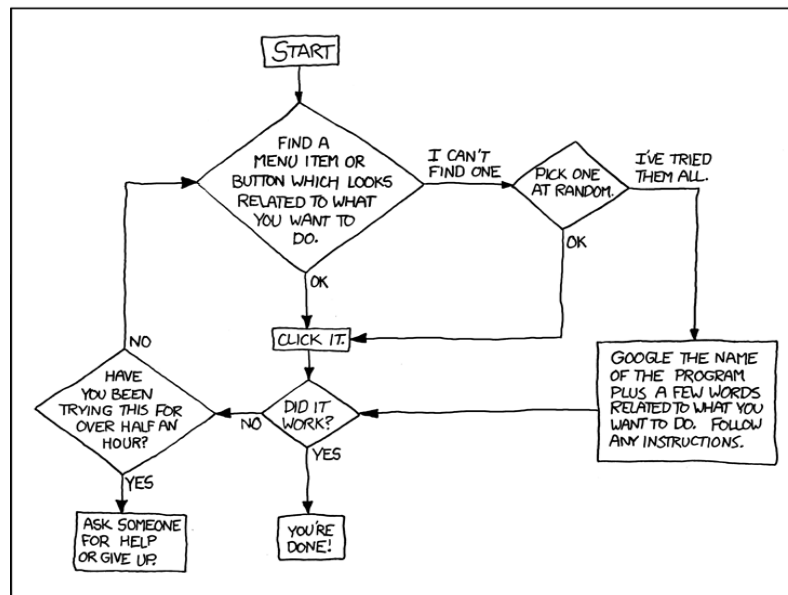 START
FIND A
MENU ITEM OR
BUTTON WHICH LOOKS
RELATED TO WHAT
YOU WANT TO
DO.
I CAN'T
FIND ONE
PICK ONE
AT RANDOM.
I'VE TRIED
THEM ALL.
OK
OK
CLICK IT.
NO
HAVE
YOU BEEN
TRYING THIS FOR
OVER HALF AN
HOUR?
NO
DID IT
WORK?
GOOGLE THE NAME
OF THE PROGRAM
PLUS A FEW WORDS
RELATED TO WHAT YOU
WANT TO DO. FOLLOW
ANY INSTRUCTIONS.
YES
YES
ASK SOMEONE
FOR HELP
OR GIVE UP.
YOU'RE
DONE!